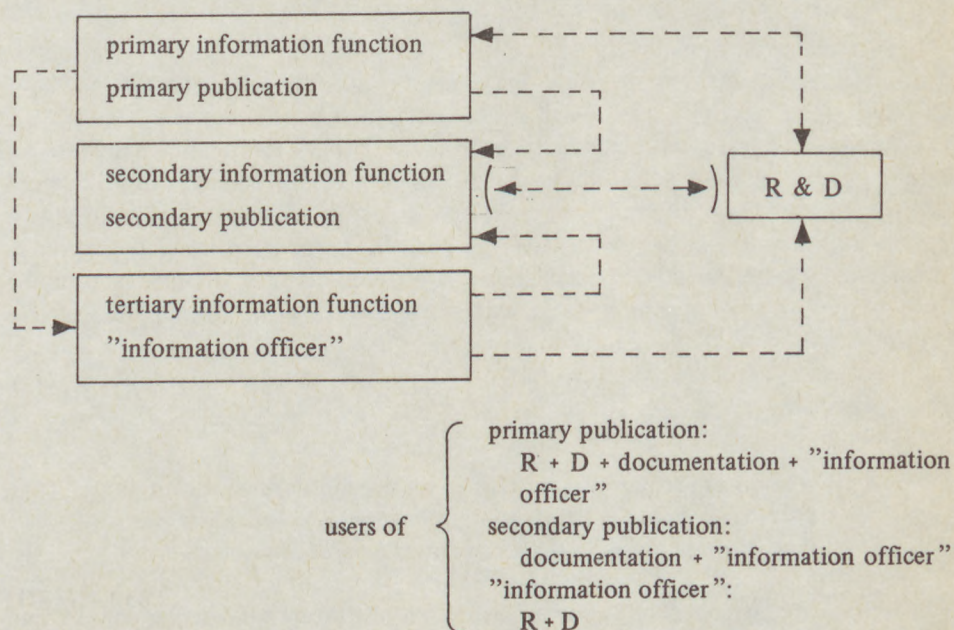 primary information function
primary publication
secondary information function
secondary publication
R & D
tertiary information function
”information officer”
users of
primary publication:
R + D + documentation + ”information
officer”
secondary publication:
documentation + ”information officer”
”information officer”:
R + D